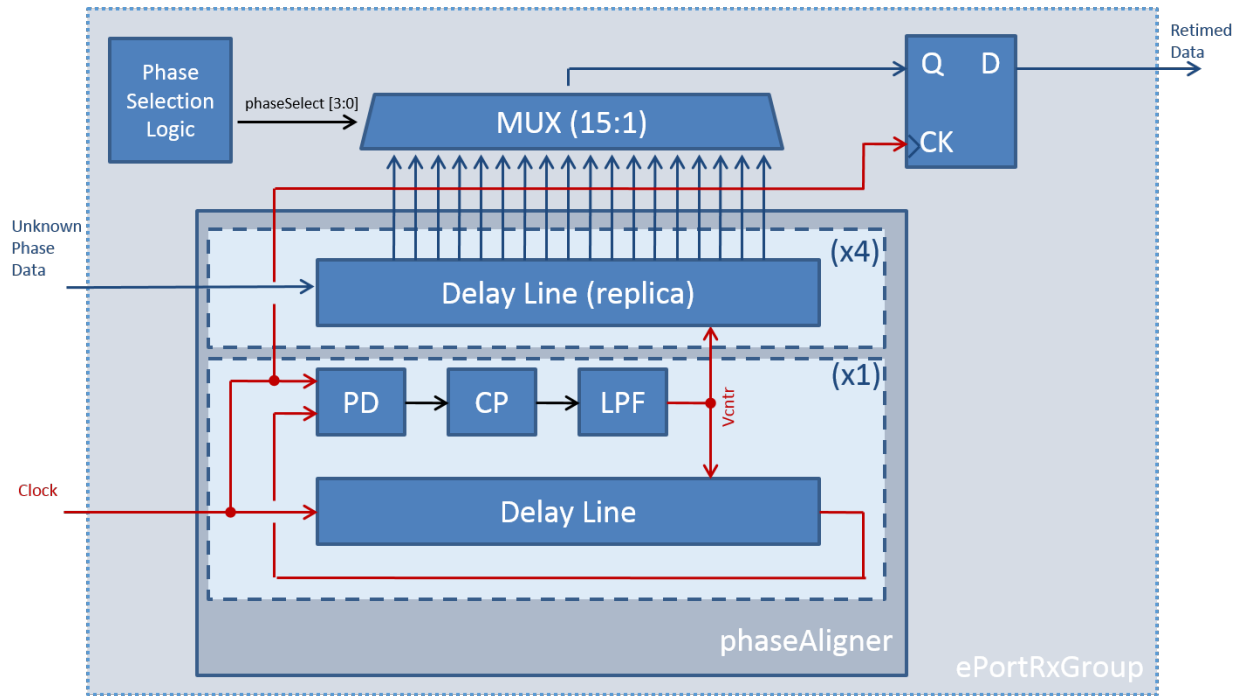 Retimed
Data
Phase
Selection
Logic
phaseSelect [3:0]
MUX (15:1)
Q D
CK
Unknown
Phase
Data
(x4)
Delay Line (replica)
(x1)
PD
CP
LPF
Vcntr
Clock
Delay Line
phaseAligner
ePortRxGroup